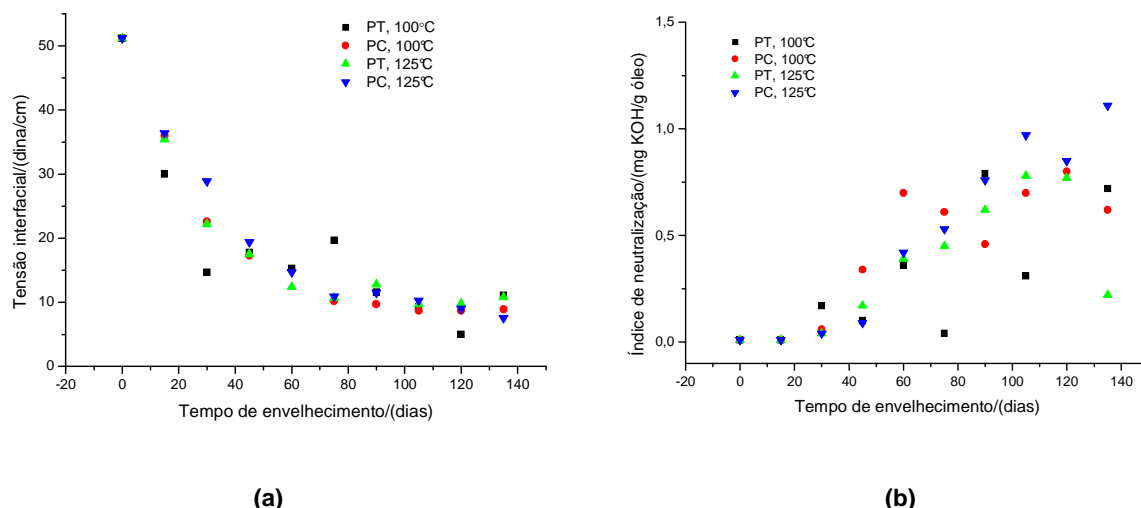 PT, 100°C
PC, 100°C
PT, 125°C
PC, 125°C
Tensão interfacial/(dina/cm)
50
40
30
20
10
0
-20 0 20 40 60 80 100 120 140
Tempo de envelhecimento/(dias)
(a)
PT, 100°C
PC, 100°C
PT, 125°C
PC, 125°C
Índice de neutralização/(mg KOH/g óleo)
1,5
1,0
0,5
0,0
-20 0 20 40 60 80 100 120 140
Tempo de envelhecimento/(dias)
(b)